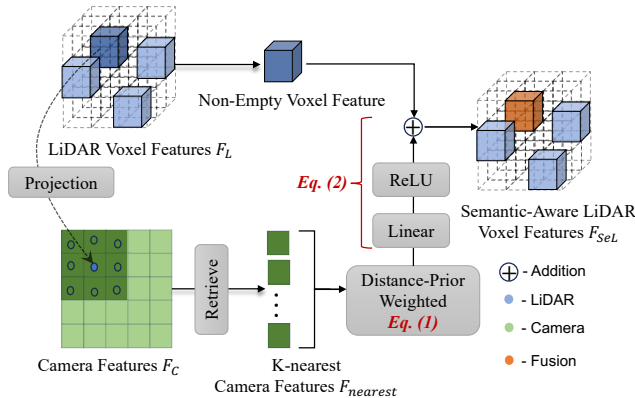 Non-Empty Voxel Feature
LiDAR Voxel Features F_L
Projection
Eq. (2)
ReLU
Linear
Semantic-Aware LiDAR
Voxel Features F_SeL
Retrieve
Distance-Prior
Weighted
Eq. (1)
- Addition
- LiDAR
- Camera
- Fusion
Camera Features F_C
K-nearest
Camera Features F_nearest